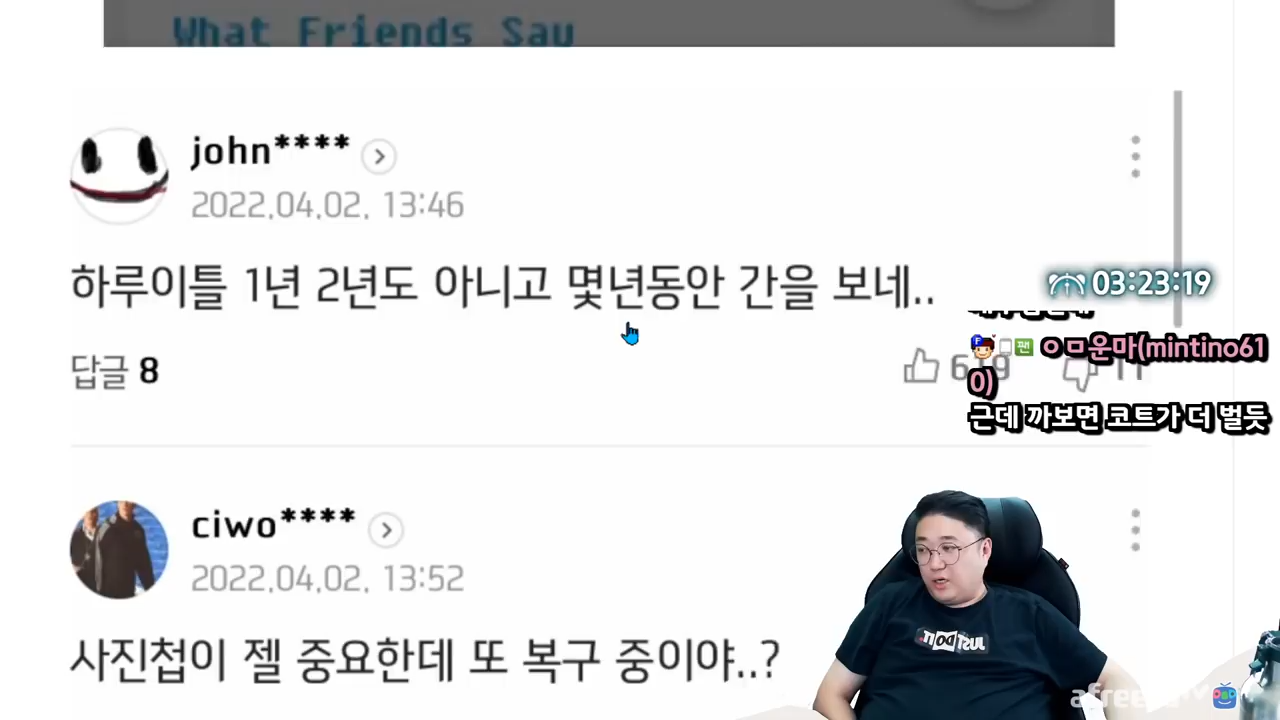 What Friends Say
john****
2022.04.02. 13:46
하루이틀 1년 2년도 아니고 몇년동안 간을 보네..
03:23:19
ㅇㅁ운마(mintino61
이)
답글 8
근데 까보면 코트가 더 벌듯
ciwo****
2022.04.02. 13:52
사진첩이 젤 중요한데 또 복구 중이야..?
JUST DO IT.